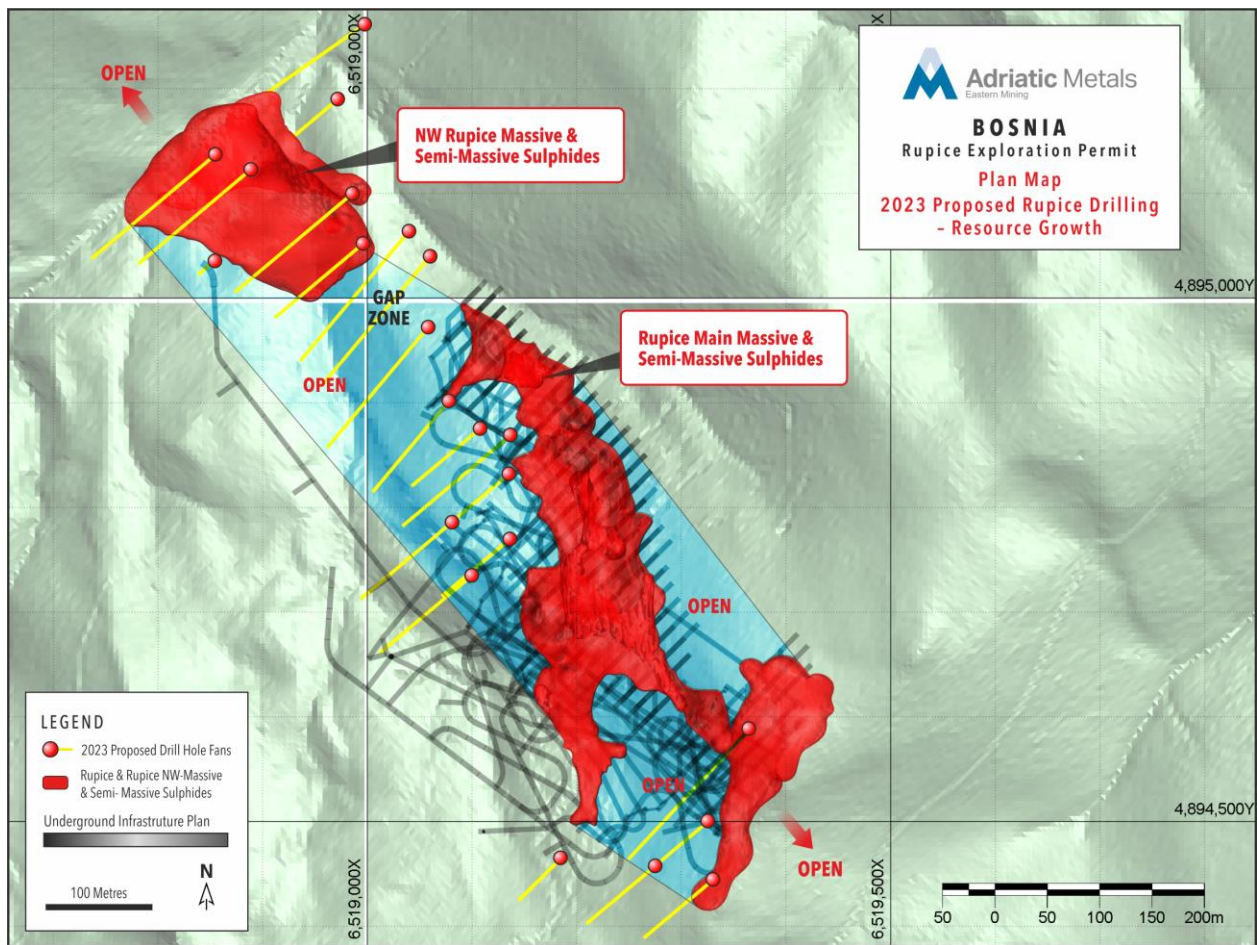 6,519,000X
X
Adriatic Metals
Eastern Mining
BOSNIA
Rupice Exploration Permit
Plan Map
2023 Proposed Rupice Drilling
– Resource Growth
OPEN
NW Rupice Massive &
Semi-Massive Sulphides
4,895,000Y
GAP
ZONE
Rupice Main Massive &
Semi-Massive Sulphides
OPEN
OPEN
OPEN
OPEN
4,894,500Y
LEGEND
2023 Proposed Drill Hole Fans
Rupice & Rupice NW-Massive
& Semi- Massive Sulphides
Underground Infrastruture Plan
100 Metres
N
6,519,000X
6,519,500X
50 0 50 100 150 200m